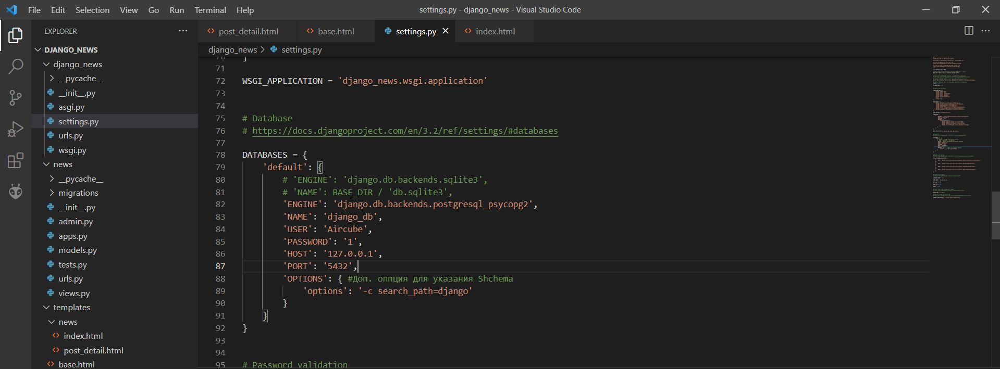 File Edit Selection View Go Run Terminal Help
settings.py - django_news - Visual Studio Code
EXPLORER
DJANGO_NEWS
django_news
__pycache__
__init__.py
asgi.py
settings.py
urls.py
wsgi.py
news
__pycache__
migrations
__init__.py
admin.py
apps.py
models.py
tests.py
urls.py
views.py
templates
news
index.html
post_detail.html
base.html
post_detail.html base.html settings.py index.html
django_news > settings.py
70 ]
71
72 WSGI_APPLICATION = 'django_news.wsgi.application'
73
74
75 # Database
76 # https://docs.djangoproject.com/en/3.2/ref/settings/#databases
77
78 DATABASES = {
79 'default': {
80 # 'ENGINE': 'django.db.backends.sqlite3',
81 # 'NAME': BASE_DIR / 'db.sqlite3',
82 'ENGINE': 'django.db.backends.postgresql_psycopg2',
83 'NAME': 'django_db',
84 'USER': 'Aircube',
85 'PASSWORD': '1',
86 'HOST': '127.0.0.1',
87 'PORT': '5432',
88 'OPTIONS': { #Доп. оппция для указания Shchema
89 'options': '-c search_path=django'
90 }
91 }
92 }
93
94
95 # Password validation